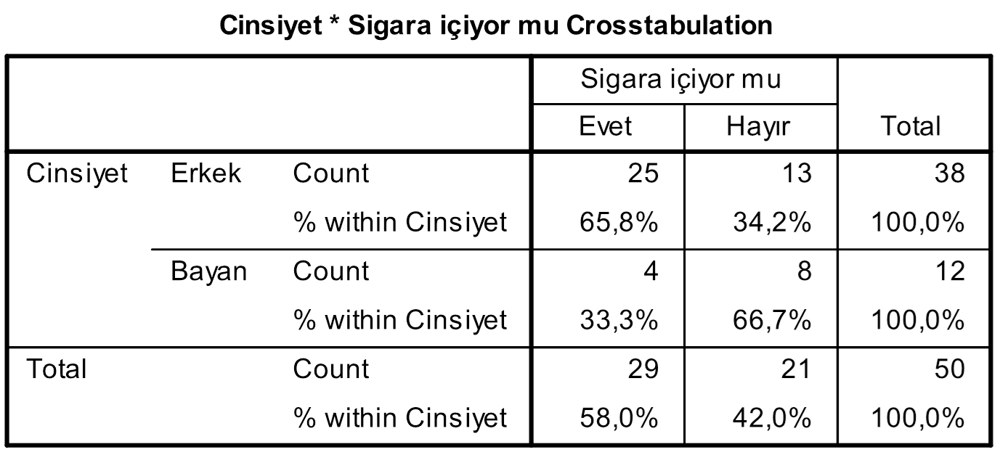 Cinsiyet * Sigara içiyor mu Crosstabulation
Sigara içiyor mu
Evet Hayır Total
Cinsiyet Erkek Count 25 13 38
% within Cinsiyet 65,8% 34,2% 100,0%
Bayan Count 4 8 12
% within Cinsiyet 33,3% 66,7% 100,0%
Total Count 29 21 50
% within Cinsiyet 58,0% 42,0% 100,0%